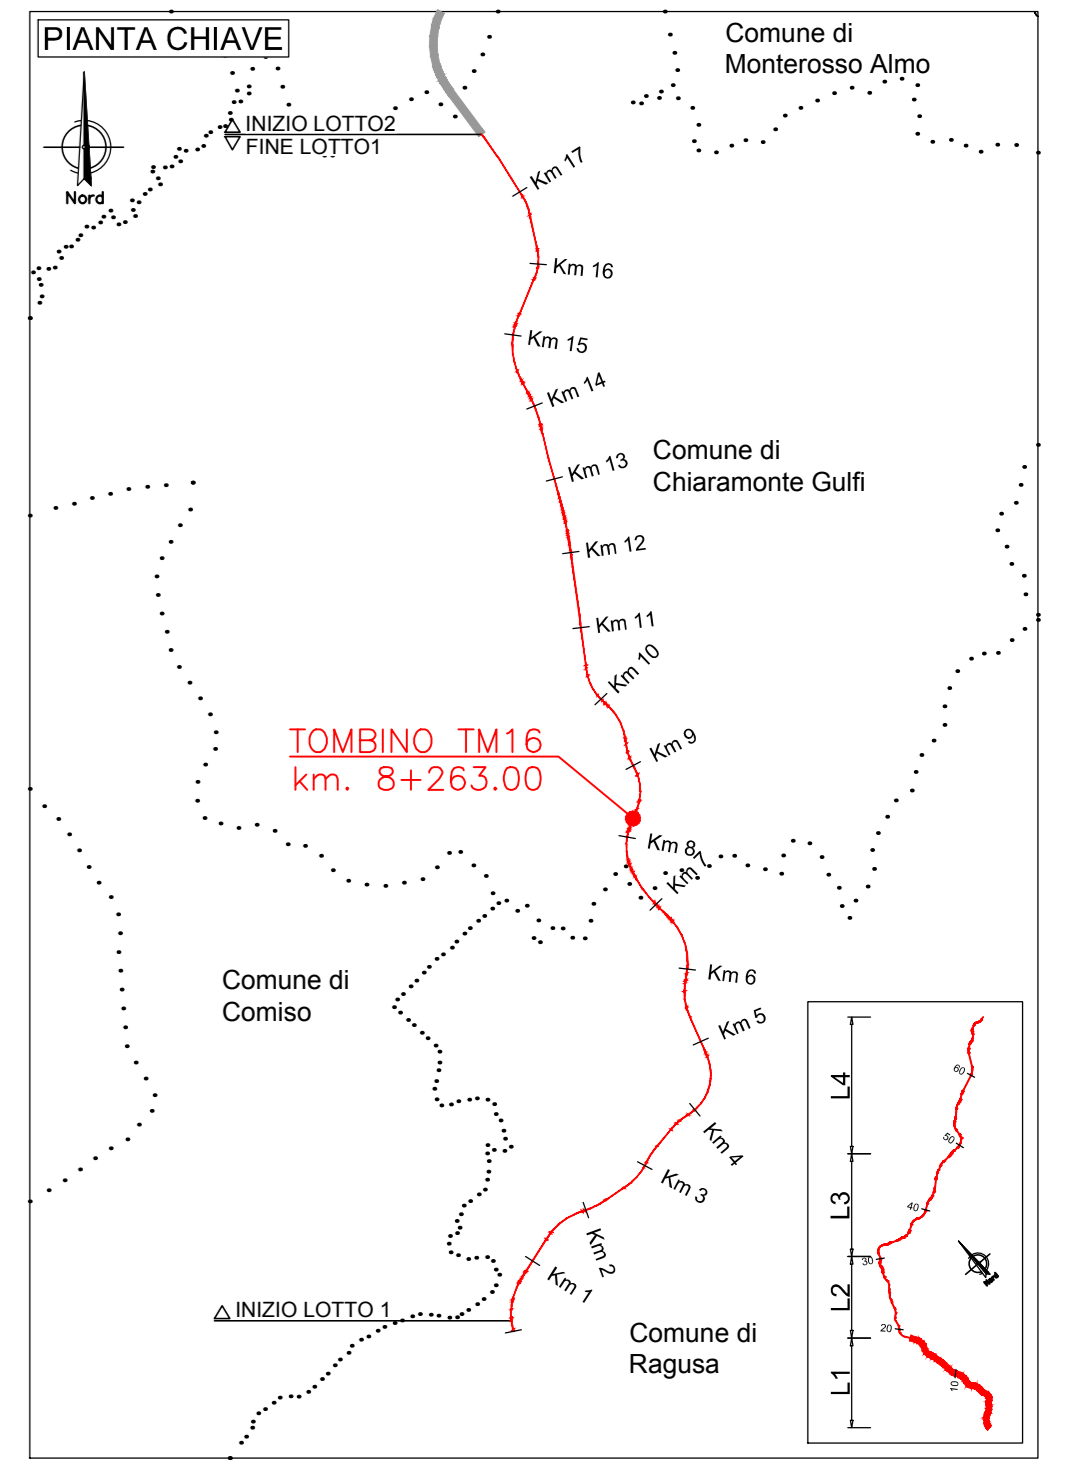 PIANTA CHIAVE
Comune di
Monterosso Almo
Nord
INIZIO LOTTO2
FINE LOTTO1
Km 17
Km 16
Km 15
Km 14
Km 13
Comune di
Chiaramonte Gulfi
Km 12
Km 11
Km 10
TOMBINO TM16
km. 8+263.00
Km 9
Km 8
Km 7
Km 6
Comune di
Comiso
Km 5
Km 4
Km 3
Km 2
Km 1
INIZIO LOTTO 1
Comune di
Ragusa
L4
60
50
L3
40
30
L2
20
L1
10